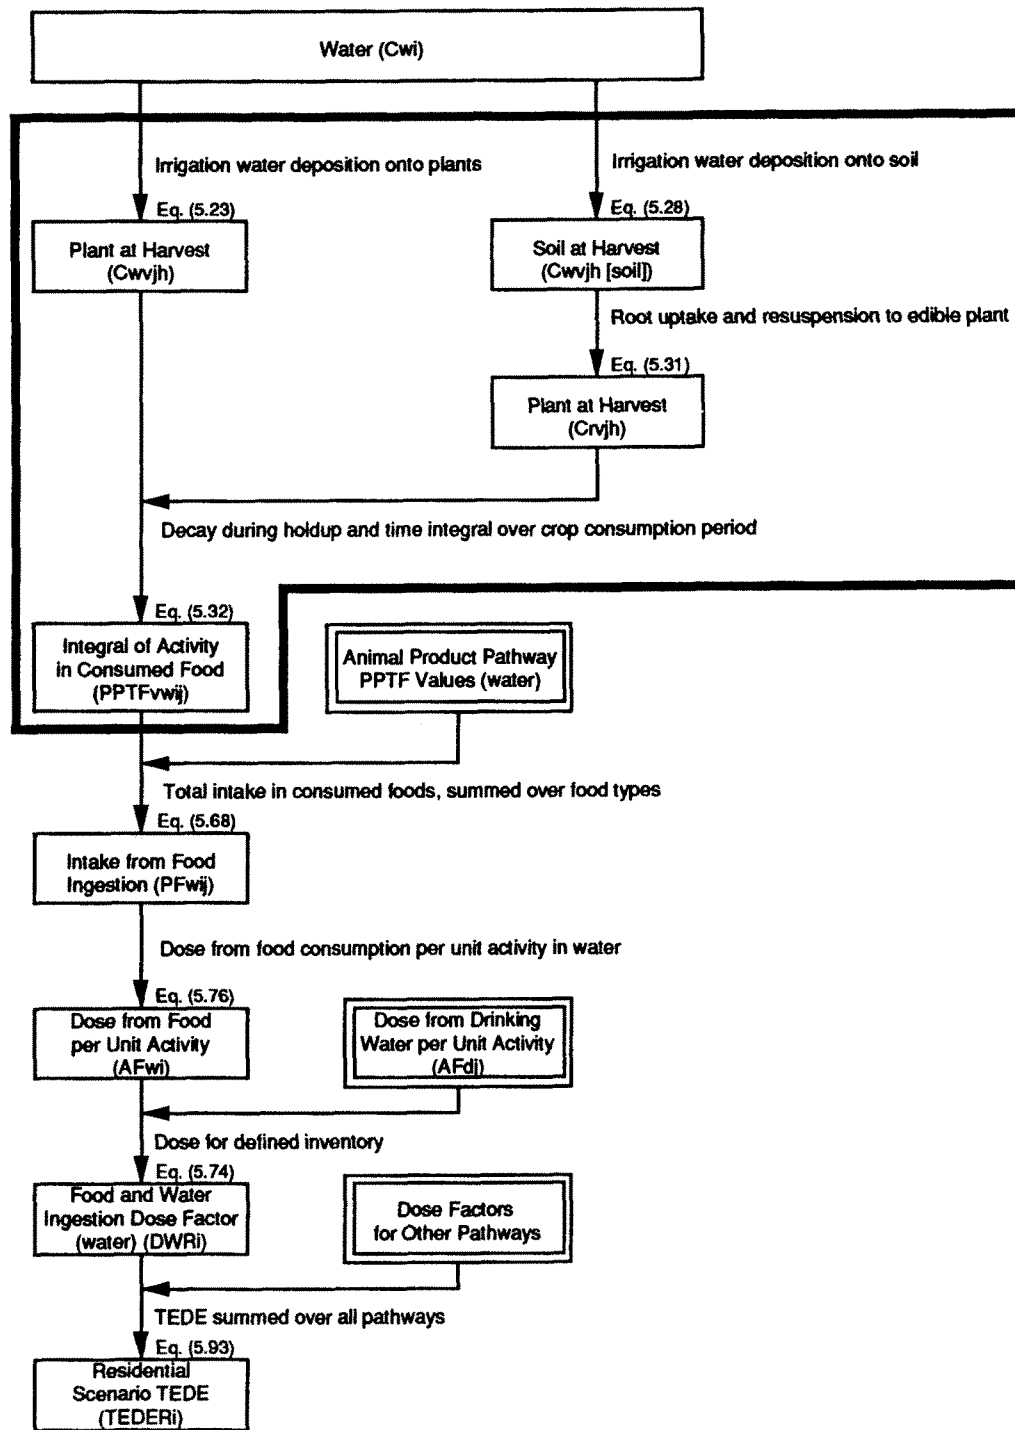 Water (Cwi)
Irrigation water deposition onto plants
Irrigation water deposition onto soil
Eq. (5.23)
Eq. (5.28)
Plant at Harvest
(Cwvjh)
Soil at Harvest
(Cwvjh [soil])
Root uptake and resuspension to edible plant
Eq. (5.31)
Plant at Harvest
(Crvjh)
Decay during holdup and time integral over crop consumption period
Eq. (5.32)
Integral of Activity
in Consumed Food
(PPTFvwij)
Animal Product Pathway
PPTF Values (water)
Total intake in consumed foods, summed over food types
Eq. (5.68)
Intake from Food
Ingestion (PFwij)
Dose from food consumption per unit activity in water
Eq. (5.76)
Dose from Food
per Unit Activity
(AFwi)
Dose from Drinking
Water per Unit Activity
(AFdj)
Dose for defined inventory
Eq. (5.74)
Food and Water
Ingestion Dose Factor
(water) (DWRi)
Dose Factors
for Other Pathways
TEDE summed over all pathways
Eq. (5.93)
Residential
Scenario TEDE
(TEDERi)